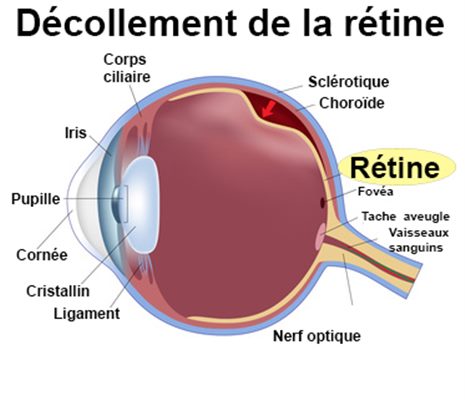 Décollement de la rétine
Corps
ciliaire
Sclérotique
Choroïde
Iris
Rétine
Fovéa
Pupille
Tache aveugle
Vaisseaux
sanguins
Cornée
Cristallin
Ligament
Nerf optique